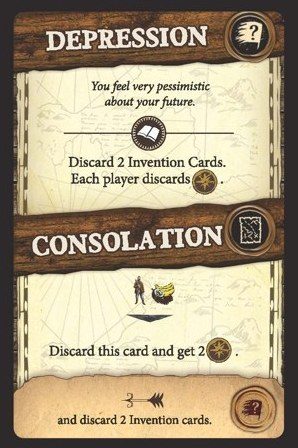 DEPRESSION
You feel very pessimistic
about your future.
Discard 2 Invention Cards.
Each player discards .
CONSOLATION
Discard this card and get 2 .
and discard 2 Invention cards.